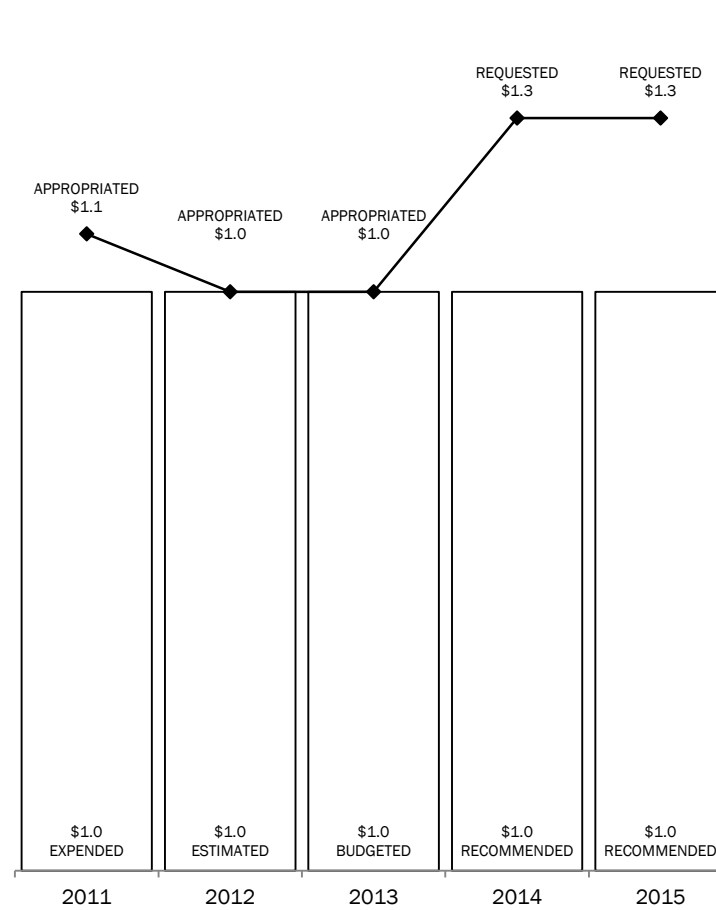 REQUESTED
$1.3
REQUESTED
$1.3
APPROPRIATED
$1.1
APPROPRIATED
$1.0
APPROPRIATED
$1.0
$1.0
EXPENDED
$1.0
ESTIMATED
$1.0
BUDGETED
$1.0
RECOMMENDED
$1.0
RECOMMENDED
2011
2012
2013
2014
2015